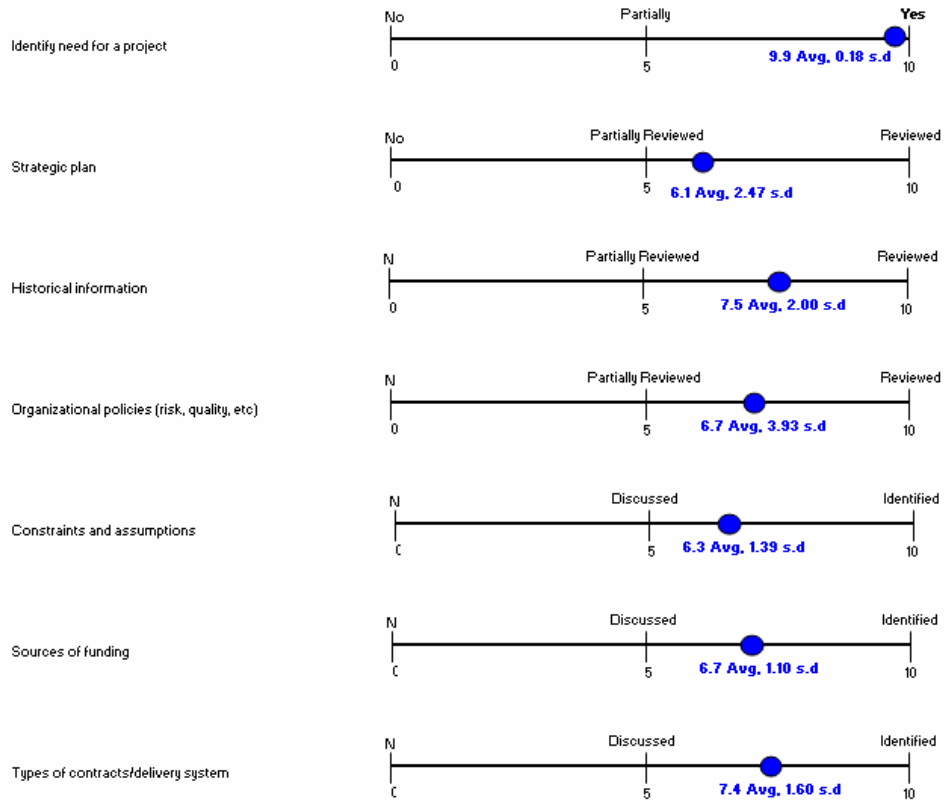 No Partially Yes
Identify need for a project
9.9 Avg, 0.18 s.d
0 5 10
No Partially Reviewed Reviewed
Strategic plan
0 5 10
6.1 Avg, 2.47 s.d
N Partially Reviewed Reviewed
Historical information
7.5 Avg, 2.00 s.d
0 5 10
N Partially Reviewed Reviewed
Organizational policies (risk, quality, etc)
6.7 Avg, 3.93 s.d
0 5 10
N Discussed Identified
Constraints and assumptions
6.3 Avg, 1.39 s.d
5 10
N Discussed Identified
Sources of funding
6.7 Avg, 1.10 s.d
5 10
N Discussed Identified
Types of contracts/delivery system
7.4 Avg, 1.60 s.d
5 10